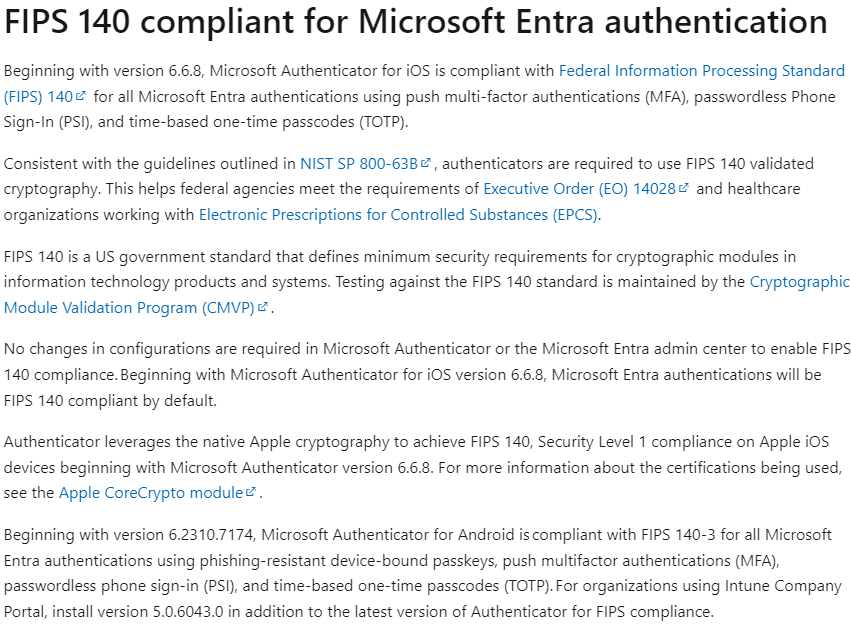 FIPS 140 compliant for Microsoft Entra authentication
Beginning with version 6.6.8, Microsoft Authenticator for iOS is compliant with Federal Information Processing Standard
(FIPS) 140 for all Microsoft Entra authentications using push multi-factor authentications (MFA), passwordless Phone
Sign-In (PSI), and time-based one-time passcodes (TOTP).
Consistent with the guidelines outlined in NIST SP 800-63B , authenticators are required to use FIPS 140 validated
cryptography. This helps federal agencies meet the requirements of Executive Order (EO) 14028 and healthcare
organizations working with Electronic Prescriptions for Controlled Substances (EPCS).
FIPS 140 is a US government standard that defines minimum security requirements for cryptographic modules in
information technology products and systems. Testing against the FIPS 140 standard is maintained by the Cryptographic
Module Validation Program (CMVP) .
No changes in configurations are required in Microsoft Authenticator or the Microsoft Entra admin center to enable FIPS
140 compliance. Beginning with Microsoft Authenticator for iOS version 6.6.8, Microsoft Entra authentications will be
FIPS 140 compliant by default.
Authenticator leverages the native Apple cryptography to achieve FIPS 140, Security Level 1 compliance on Apple iOS
devices beginning with Microsoft Authenticator version 6.6.8. For more information about the certifications being used,
see the Apple CoreCrypto module .
Beginning with version 6.2310.7174, Microsoft Authenticator for Android is compliant with FIPS 140-3 for all Microsoft
Entra authentications using phishing-resistant device-bound passkeys, push multifactor authentications (MFA),
passwordless phone sign-in (PSI), and time-based one-time passcodes (TOTP). For organizations using Intune Company
Portal, install version 5.0.6043.0 in addition to the latest version of Authenticator for FIPS compliance.